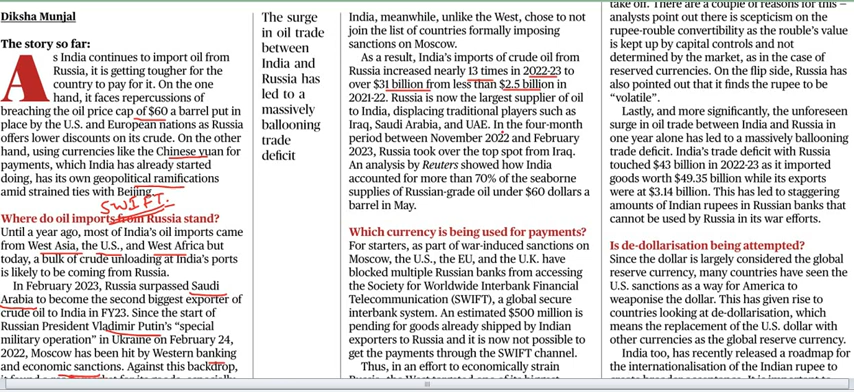 Diksha Munjal
The story so far:
As India continues to import oil from
Russia, it is getting tougher for the
country to pay for it. On the one
hand, it faces repercussions of
breaching the oil price cap of $60 a barrel put in
place by the U.S. and European nations as Russia
offers lower discounts on its crude. On the other
hand, using currencies like the Chinese yuan for
payments, which India has already started
doing, has its own geopolitical ramifications
amid strained ties with Beijing.
SWIFT.
Where do oil imports from Russia stand?
Until a year ago, most of India's oil imports came
from West Asia, the U.S., and West Africa but
today, a bulk of crude unloading at India's ports
is likely to be coming from Russia.
In February 2023, Russia surpassed Saudi
Arabia to become the second biggest exporter of
crude oil to India in FY23. Since the start of
Russian President Vladimir Putin's "special
military operation" in Ukraine on February 24,
2022, Moscow has been hit by Western banking
and economic sanctions. Against this backdrop,
The surge
in oil trade
between
India and
Russia has
led to a
massively
ballooning
trade
deficit
India, meanwhile, unlike the West, chose to not
join the list of countries formally imposing
sanctions on Moscow.
As a result, India's imports of crude oil from
Russia increased nearly 13 times in 2022-23 to
over $31 billion from less than $2.5 billion in
2021-22. Russia is now the largest supplier of oil
to India, displacing traditional players such as
Iraq, Saudi Arabia, and UAE. In the four-month
period between November 2022 and February
2023, Russia took over the top spot from Iraq.
An analysis by Reuters showed how India
accounted for more than 70% of the seaborne
supplies of Russian-grade oil under $60 dollars a
barrel in May.
Which currency is being used for payments?
For starters, as part of war-induced sanctions on
Moscow, the U.S., the EU, and the U.K. have
blocked multiple Russian banks from accessing
the Society for Worldwide Interbank Financial
Telecommunication (SWIFT), a global secure
interbank system. An estimated $500 million is
pending for goods already shipped by Indian
exporters to Russia and it is now not possible to
get the payments through the SWIFT channel.
Thus, in an effort to economically strain
take off. There are a couple of reasons for this —
analysts point out there is scepticism on the
rupee-rouble convertibility as the rouble's value
is kept up by capital controls and not
determined by the market, as in the case of
reserved currencies. On the flip side, Russia has
also pointed out that it finds the rupee to be
"volatile".
Lastly, and more significantly, the unforeseen
surge in oil trade between India and Russia in
one year alone has led to a massively ballooning
trade deficit. India's trade deficit with Russia
touched $43 billion in 2022-23 as it imported
goods worth $49.35 billion while its exports
were at $3.14 billion. This has led to staggering
amounts of Indian rupees in Russian banks that
cannot be used by Russia in its war efforts.
Is de-dollarisation being attempted?
Since the dollar is largely considered the global
reserve currency, many countries have seen the
U.S. sanctions as a way for America to
weaponise the dollar. This has given rise to
countries looking at de-dollarisation, which
means the replacement of the U.S. dollar with
other currencies as the global reserve currency.
India too, has recently released a roadmap for
the internationalisation of the Indian rupee to